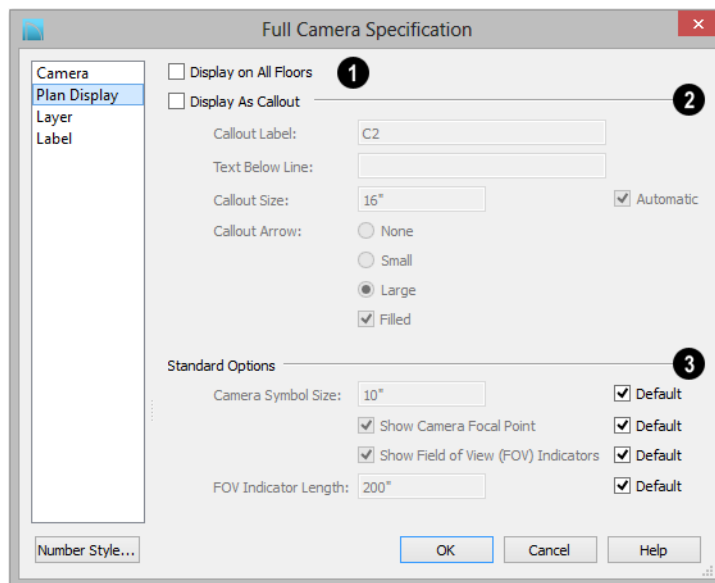 Full Camera Specification
Camera
Plan Display
Layer
Label
Display on All Floors
1
Display As Callout
2
Callout Label: C2
Text Below Line:
Callout Size: 16" Automatic
Callout Arrow: None
Small
Large
Filled
Standard Options
3
Camera Symbol Size: 10" Default
Show Camera Focal Point Default
Show Field of View (FOV) Indicators Default
FOV Indicator Length: 200" Default
Number Style... OK Cancel Help